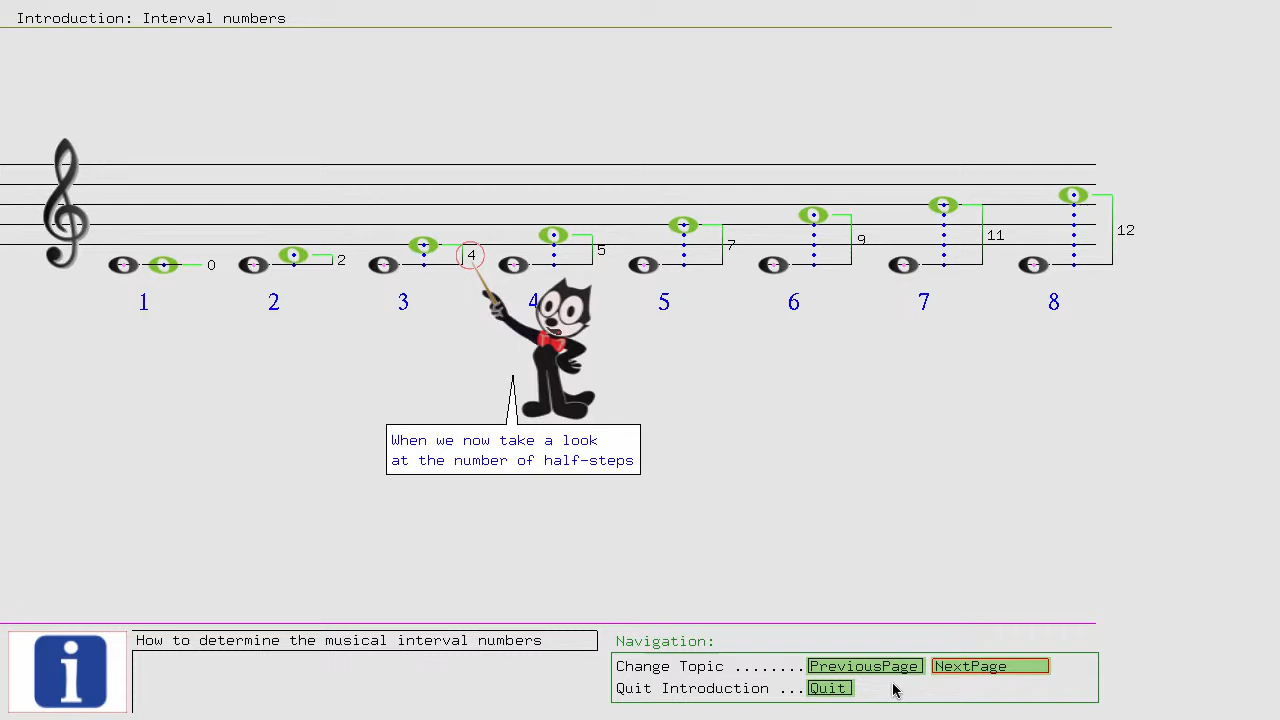 Introduction: Interval numbers
0 2 4 5 7 9 11 12
1 2 3 4 5 6 7 8
When we now take a look
at the number of half-steps
How to determine the musical interval numbers
i
Navigation:
Change Topic ........ PreviousPage NextPage
Quit Introduction ... Quit